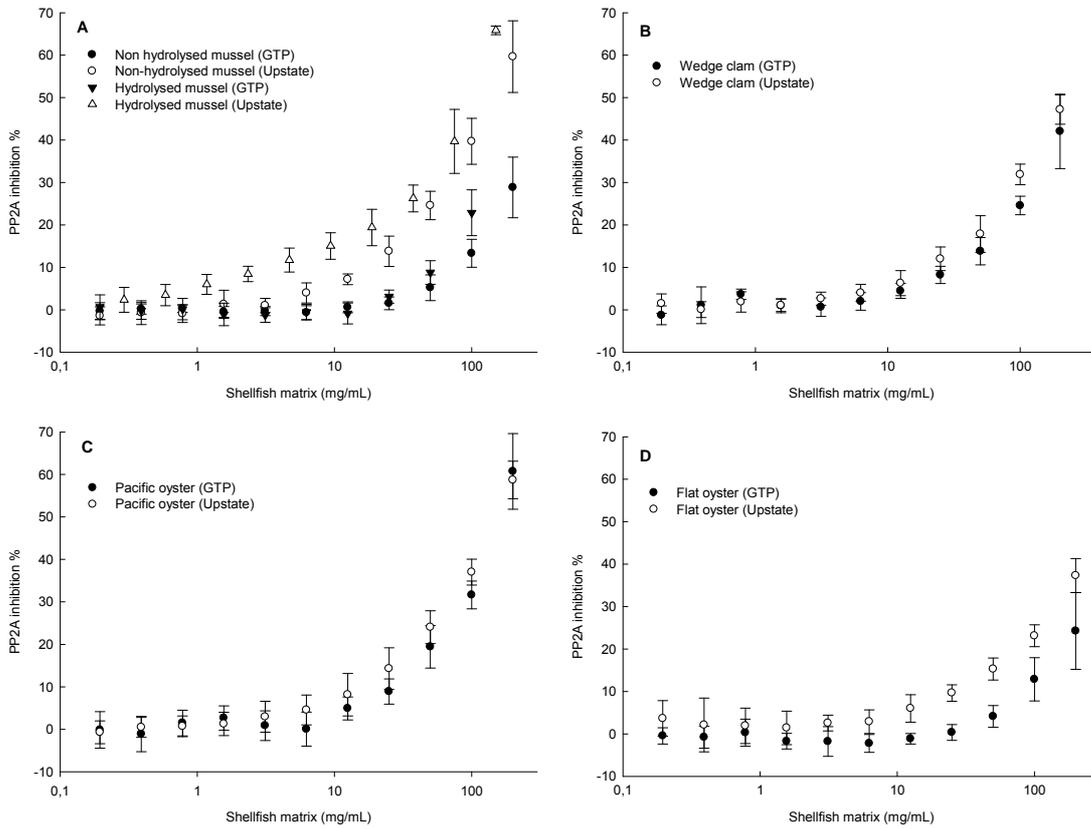 A
Non hydrolysed mussel (GTP)
Non-hydrolysed mussel (Upstate)
Hydrolysed mussel (GTP)
Hydrolysed mussel (Upstate)
PP2A inhibition %
70
60
50
40
30
20
10
0
-10
0,1
1
10
100
Shellfish matrix (mg/mL)
B
Wedge clam (GTP)
Wedge clam (Upstate)
PP2A inhibition %
70
60
50
40
30
20
10
0
-10
0,1
1
10
100
Shellfish matrix (mg/mL)
C
Pacific oyster (GTP)
Pacific oyster (Upstate)
PP2A inhibition %
70
60
50
40
30
20
10
0
-10
0,1
1
10
100
Shellfish matrix (mg/mL)
D
Flat oyster (GTP)
Flat oyster (Upstate)
PP2A inhibition %
70
60
50
40
30
20
10
0
-10
0,1
1
10
100
Shellfish matrix (mg/mL)